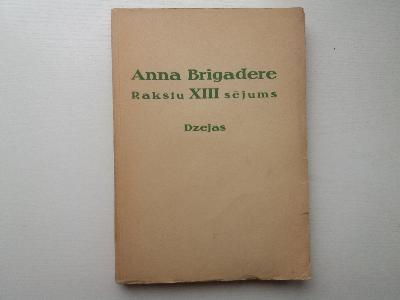 Anna Brigadere
Rakstu XIII sējums
Dzejas